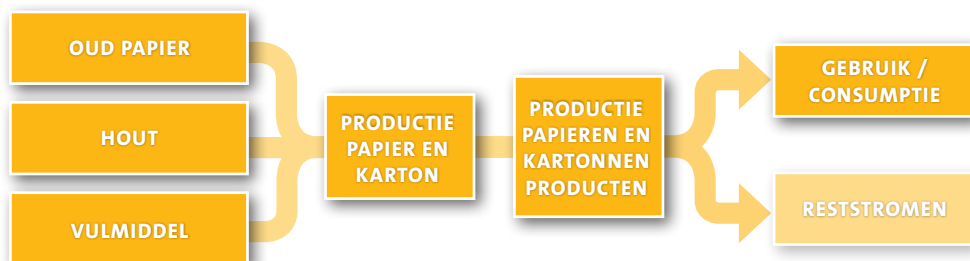 OUD PAPIER
HOUT
VULMIDDEL
PRODUCTIE
PAPIER EN
KARTON
PRODUCTIE
PAPIEREN EN
KARTONNEN
PRODUCTEN
GEBRUIK /
CONSUMPTIE
RESTSTROMEN